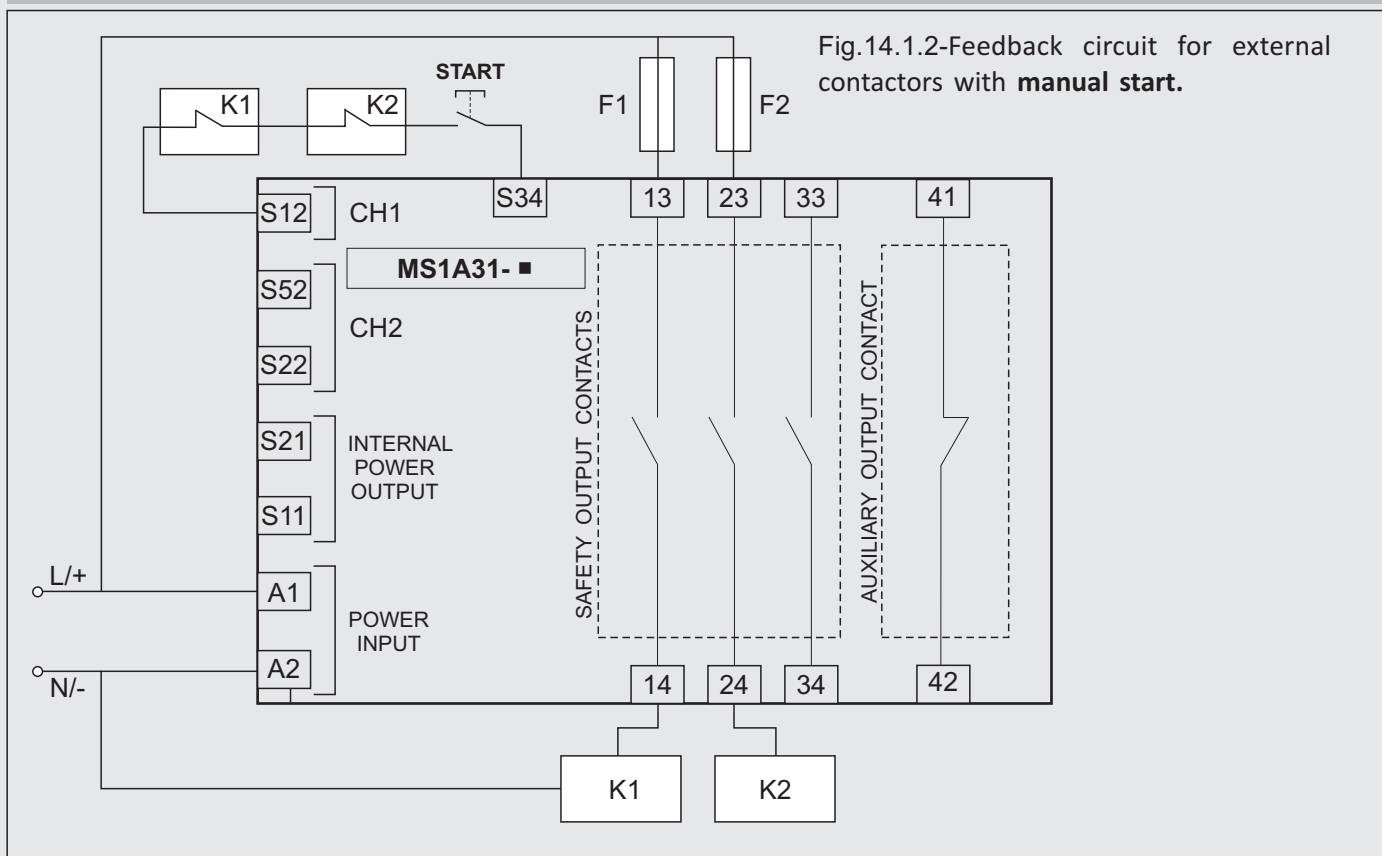 Fig.14.1.2-Feedback circuit for external
contactors with manual start.
START
K1
K2
F1
F2
S34
13
23
33
41
S12
CH1
MS1A31- ■
S52
CH2
S22
SAFETY OUTPUT CONTACTS
AUXILIARY OUTPUT CONTACT
S21
INTERNAL
POWER
OUTPUT
S11
L/+
A1
POWER
INPUT
A2
N/-
14
24
34
42
K1
K2